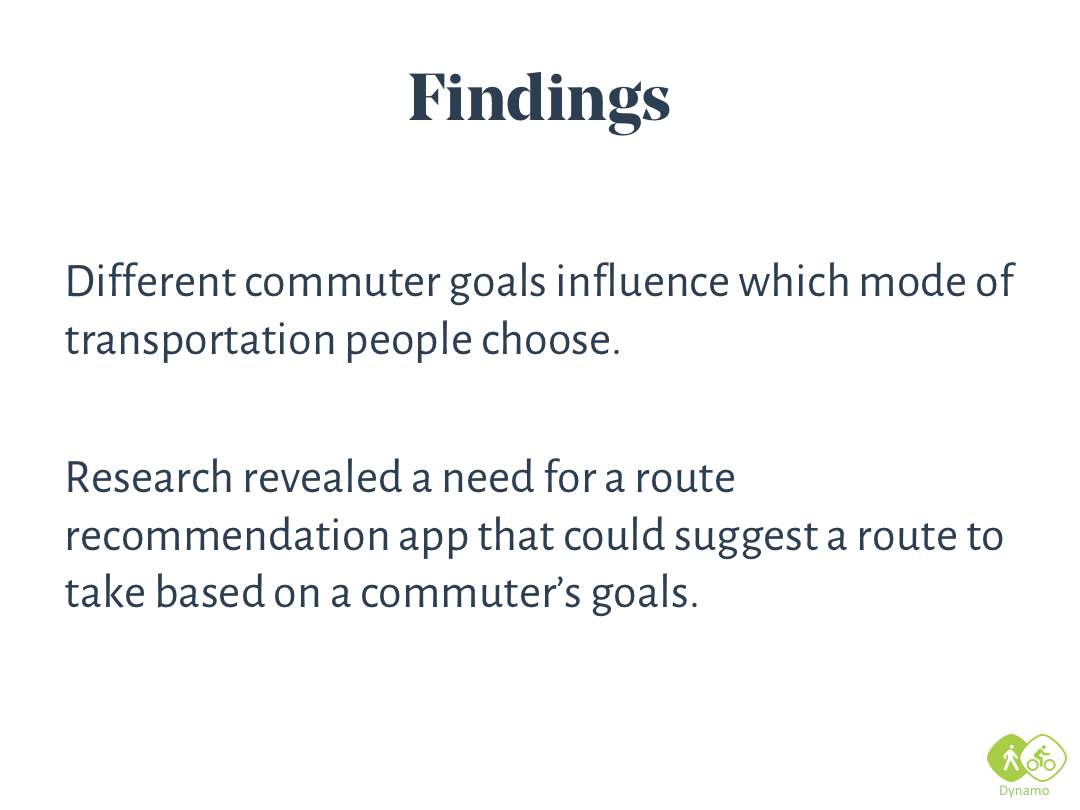 Findings
Different commuter goals influence which mode of
transportation people choose.
Research revealed a need for a route
recommendation app that could suggest a route to
take based on a commuter’s goals.
Dynamo